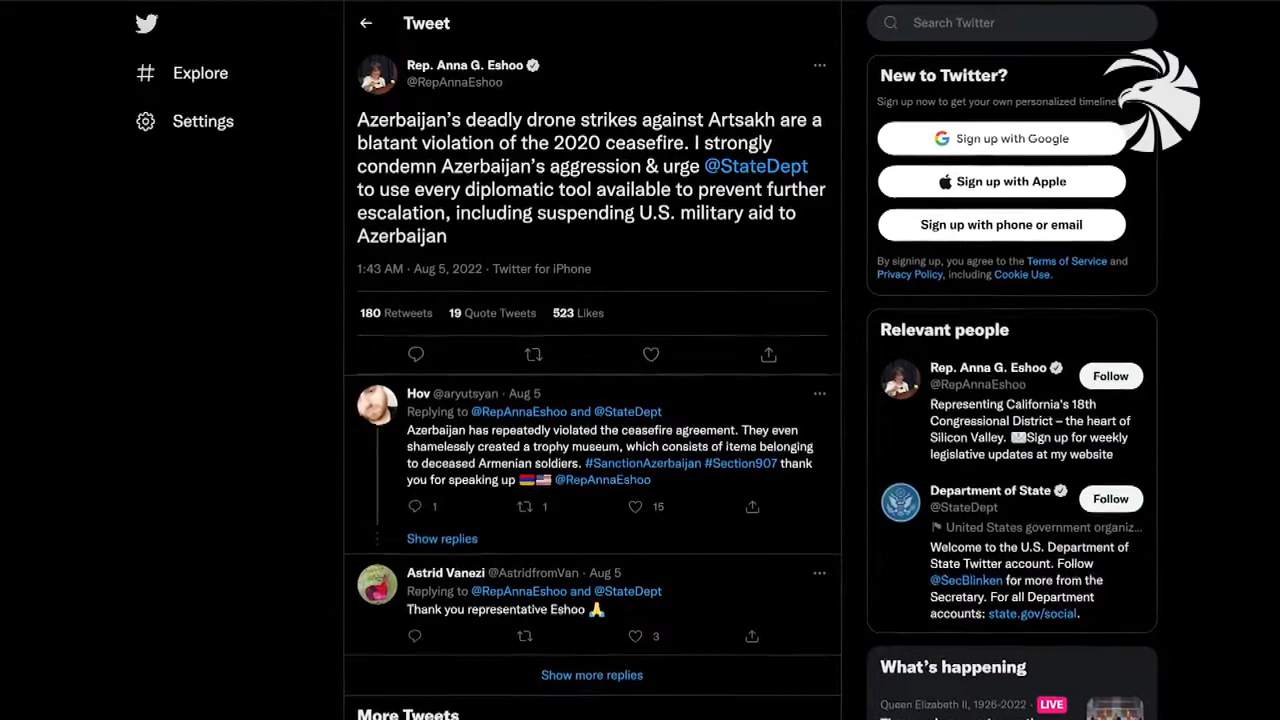 Explore
Settings
Tweet
Rep. Anna G. Eshoo
@RepAnnaEshoo
Azerbaijan's deadly drone strikes against Artsakh are a
blatant violation of the 2020 ceasefire. I strongly
condemn Azerbaijan's aggression & urge @StateDept
to use every diplomatic tool available to prevent further
escalation, including suspending U.S. military aid to
Azerbaijan
1:43 AM · Aug 5, 2022 · Twitter for iPhone
180 Retweets 19 Quote Tweets 523 Likes
Hov @aryutsyan · Aug 5
Replying to @RepAnnaEshoo and @StateDept
Azerbaijan has repeatedly violated the ceasefire agreement. They even
shamelessly created a trophy museum, which consists of items belonging
to deceased Armenian soldiers. #SanctionAzerbaijan #Section907 thank
you for speaking up 🇦🇲🇺🇸 @RepAnnaEshoo
1 1 15
Show replies
Astrid Vanezi @AstridfromVan · Aug 5
Replying to @RepAnnaEshoo and @StateDept
Thank you representative Eshoo 🙏
3
Show more replies
More Tweets
Search Twitter
New to Twitter?
Sign up now to get your own personalized timeline
Sign up with Google
Sign up with Apple
Sign up with phone or email
By signing up, you agree to the Terms of Service and
Privacy Policy, including Cookie Use.
Relevant people
Rep. Anna G. Eshoo
@RepAnnaEshoo
Follow
Representing California's 18th
Congressional District – the heart of
Silicon Valley. Sign up for weekly
legislative updates at my website
Department of State
@StateDept
Follow
United States government organiz...
Welcome to the U.S. Department of
State Twitter account. Follow
@SecBlinken for more from the
Secretary. For all Department
accounts: state.gov/social.
What's happening
Queen Elizabeth II, 1926-2022 · LIVE